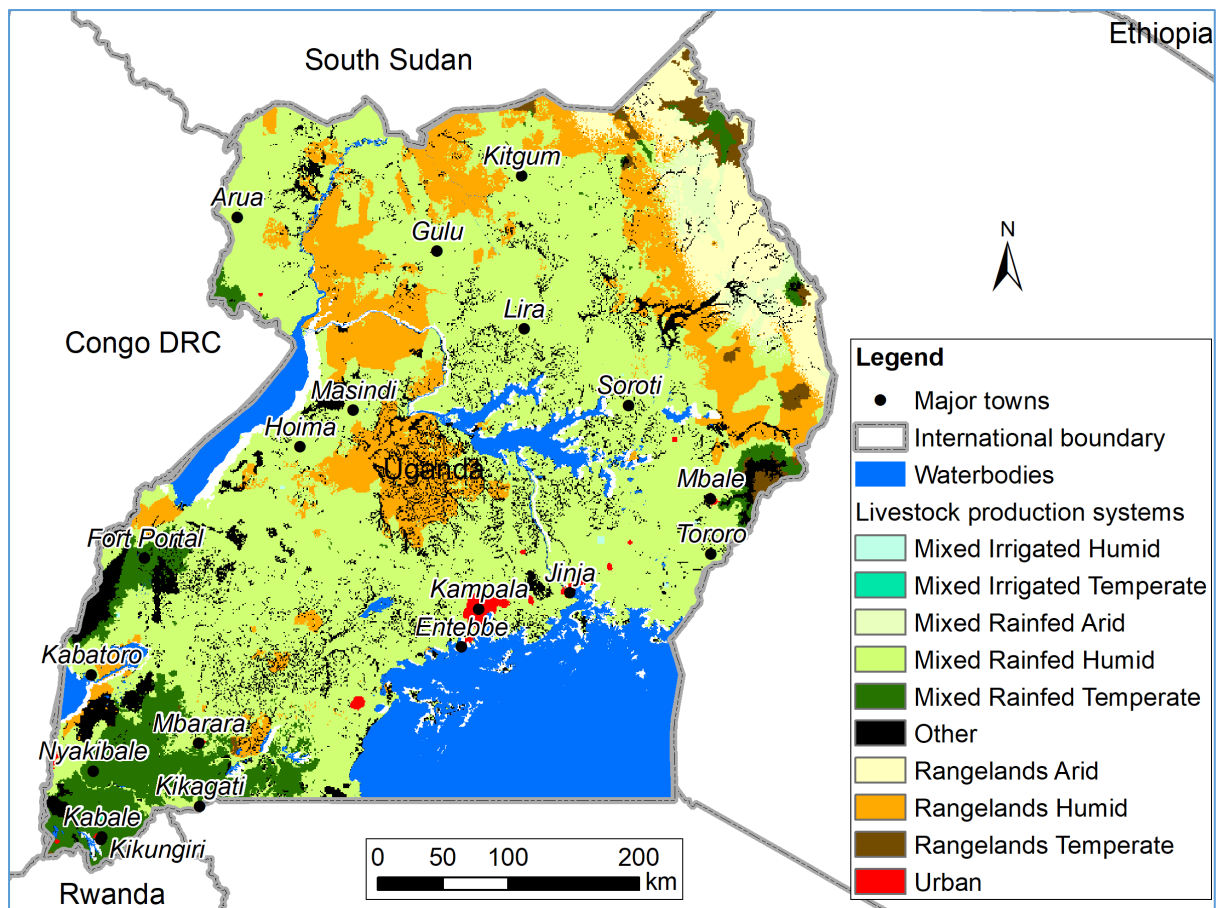 Ethiopia
South Sudan
Kitgum
Arua
N
Gulu
Lira
Congo DRC
Legend
Masindi
Soroti
Major towns
Hoima
International boundary
Uganda
Waterbodies
Mbale
Livestock production systems
Fort Portal
Tororo
Mixed Irrigated Humid
Jinja
Mixed Irrigated Temperate
Kampala
Entebbe
Mixed Rainfed Arid
Kabatoro
Mixed Rainfed Humid
Mixed Rainfed Temperate
Mbarara
Other
Nyakibale
Rangelands Arid
Kikagati
Rangelands Humid
Kabale
Kikungiri
Rangelands Temperate
0 50 100 200
km
Urban
Rwanda